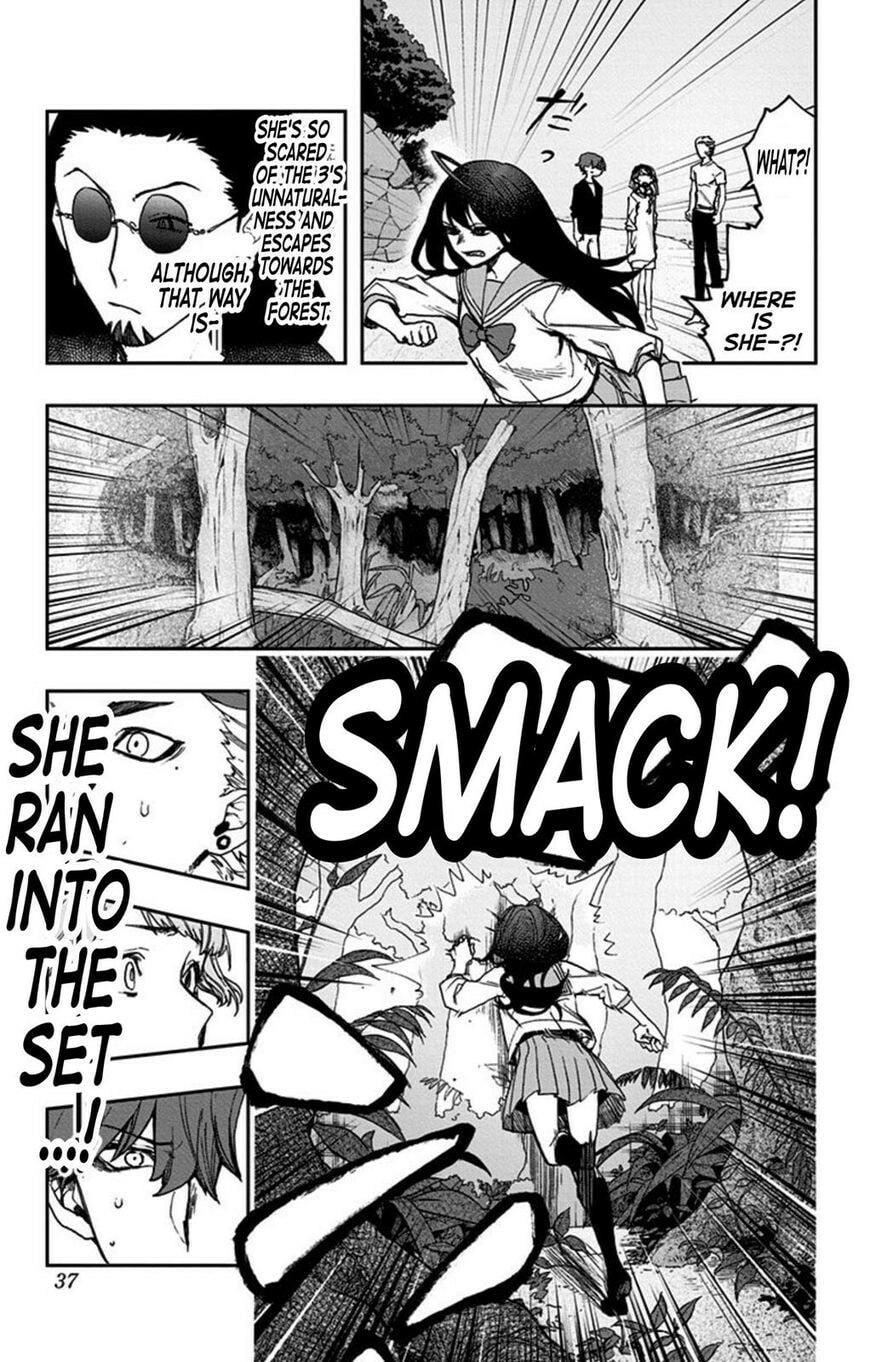 WHAT?!
WHERE
IS
SHE-?!
SHE'S SO
SCARED
OF THE 3'S
UNNATURAL-
NESS AND
ESCAPES
TOWARDS
THE
FOREST.
ALTHOUGH,
THAT WAY
IS-
SMACK!
SHE
RAN
INTO
THE
SET
....!
37